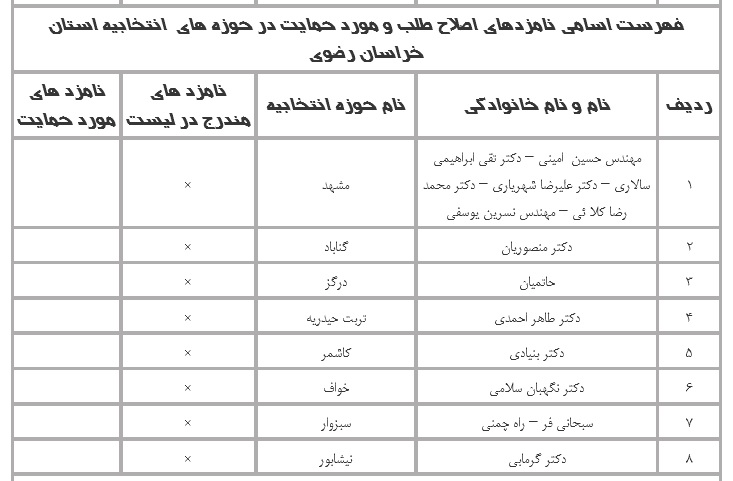 فهرست اسامی نامزدهای اصلاح طلب و مورد حمایت در حوزه های انتخابیه استان
خراسان رضوی
ردیف نام و نام خانوادگی نام حوزه انتخابیه نامزد های مندرج در لیست نامزد های مورد حمایت
۱ مهندس حسین امینی – دکتر تقی ابراهیمی
سالاری – دکتر علیرضا شهریاری – دکتر محمد مشهد ×
رضا کلا ئی – مهندس نسرین یوسفی
۲ دکتر منصوریان گناباد ×
۳ حاتمیان درگز ×
۴ دکتر طاهر احمدی تربت حیدریه ×
۵ دکتر بنیادی کاشمر ×
۶ دکتر نگهبان سلامی خواف ×
۷ سبحانی فر – راه چمنی سبزوار ×
۸ دکتر گرمابی نیشابور ×